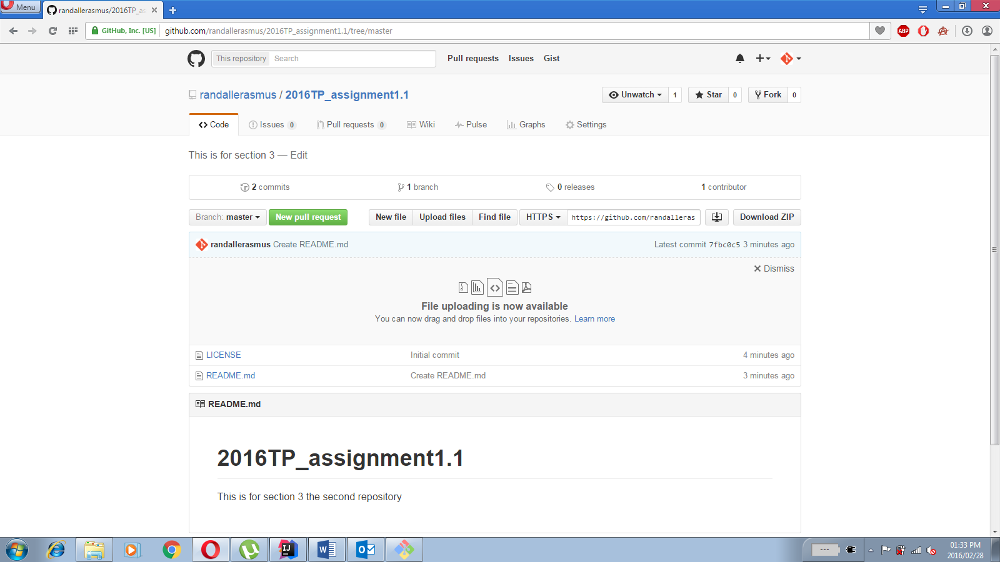 Menu
randallerasmus/2016TP_as
GitHub, Inc. [US]
github.com/randallerasmus/2016TP_assignment1.1/tree/master
ABP
This repository
Search
Pull requests
Issues
Gist
randallerasmus / 2016TP_assignment1.1
Unwatch
1
Star
0
Fork
0
Code
Issues 0
Pull requests 0
Wiki
Pulse
Graphs
Settings
This is for section 3 — Edit
2 commits
1 branch
0 releases
1 contributor
Branch: master
New pull request
New file
Upload files
Find file
HTTPS
https://github.com/randalleras
Download ZIP
randallerasmus Create README.md
Latest commit 7fbc0c5 3 minutes ago
Dismiss
File uploading is now available
You can now drag and drop files into your repositories. Learn more
LICENSE
Initial commit
4 minutes ago
README.md
Create README.md
3 minutes ago
README.md
2016TP_assignment1.1
This is for section 3 the second repository
IJ
---
01:33 PM
2016/02/28